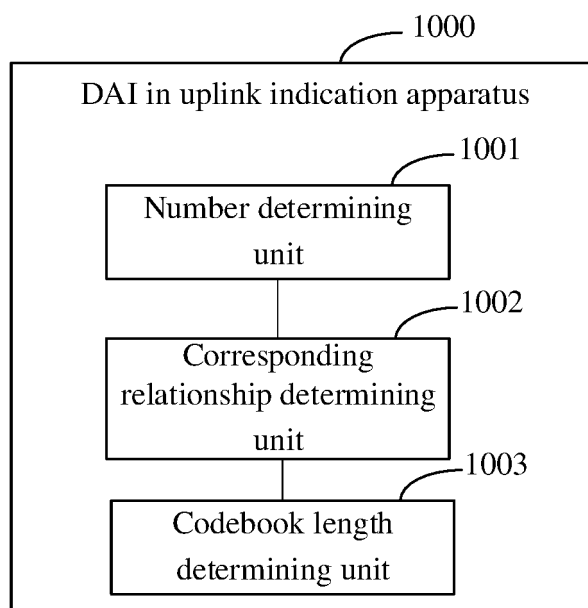 1000
DAI in uplink indication apparatus
1001
Number determining
unit
1002
Corresponding
relationship determining
unit
1003
Codebook length
determining unit